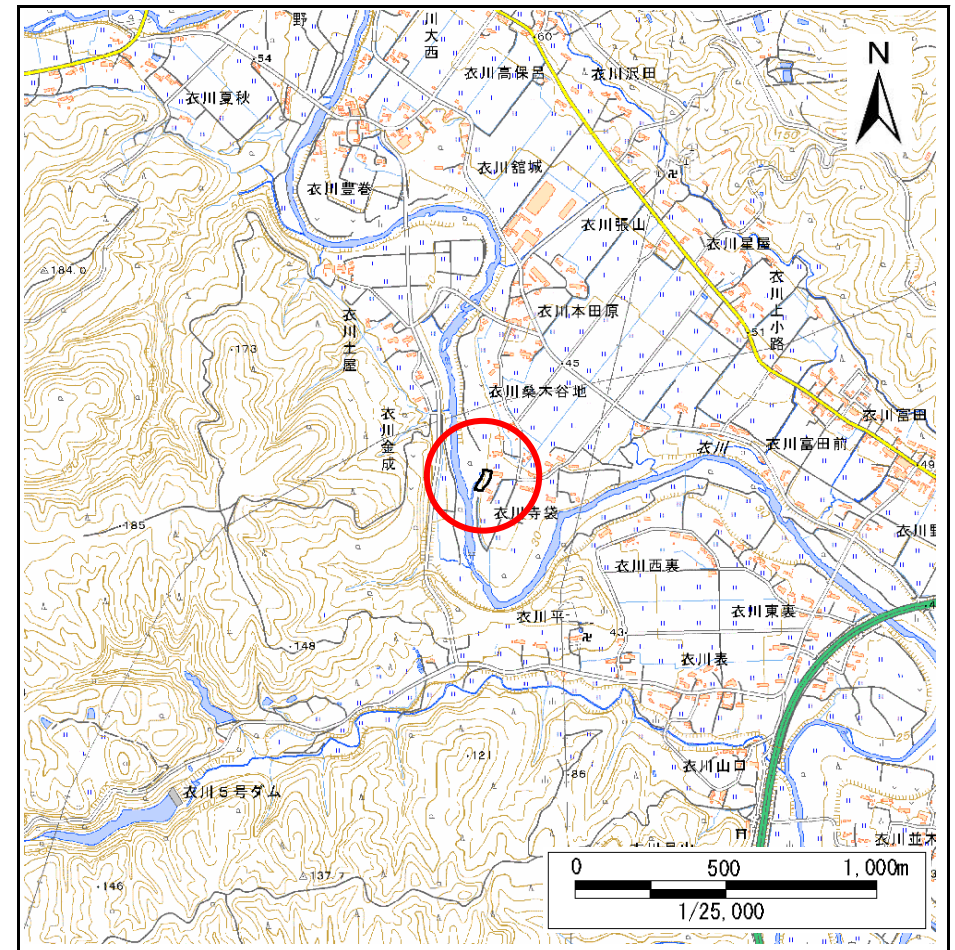 野
川大西
60
54
衣川高保呂
衣川沢田
N
衣川夏秋
150
衣川舘城
衣川豊巻
衣川張山
衣川星屋
184.0
衣川上小路
衣川本田原
衣川土屋
51
173
45
衣川桑木谷地
衣川金成
衣川富田
衣川
衣川富田前
49
衣川寺袋
185
衣川西裏
衣川平
衣川東裏
43
148
衣川表
121
86
衣川山口
衣川5号ダム
25
衣川並木
137.7
146
0 500 1,000m
1/25,000